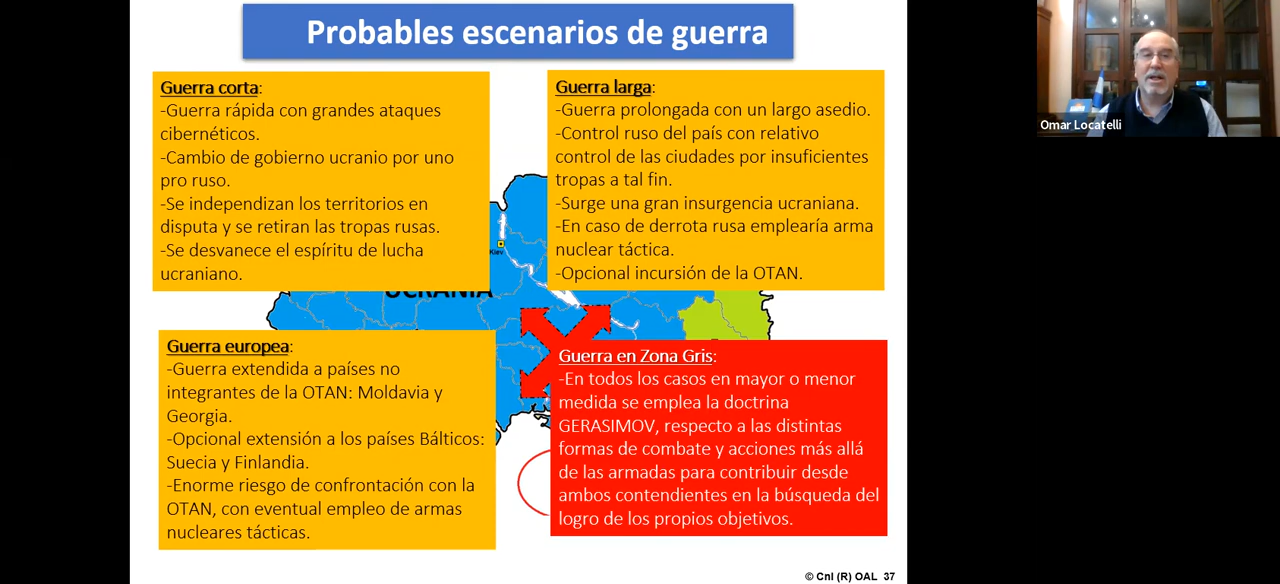 Probables escenarios de guerra
Guerra corta:
-Guerra rápida con grandes ataques
cibernéticos.
-Cambio de gobierno ucranio por uno
pro ruso.
-Se independizan los territorios en
disputa y se retiran las tropas rusas.
-Se desvanece el espíritu de lucha
ucraniano.
Guerra larga:
-Guerra prolongada con un largo asedio.
-Control ruso del país con relativo
control de las ciudades por insuficientes
tropas a tal fin.
-Surge una gran insurgencia ucraniana.
-En caso de derrota rusa emplearía arma
nuclear táctica.
-Opcional incursión de la OTAN.
Kiev
UCRANIA
Guerra europea:
-Guerra extendida a países no
integrantes de la OTAN: Moldavia y
Georgia.
-Opcional extensión a los países Bálticos:
Suecia y Finlandia.
-Enorme riesgo de confrontación con la
OTAN, con eventual empleo de armas
nucleares tácticas.
Guerra en Zona Gris:
-En todos los casos en mayor o menor
medida se emplea la doctrina
GERASIMOV, respecto a las distintas
formas de combate y acciones más allá
de las armadas para contribuir desde
ambos contendientes en la búsqueda del
logro de los propios objetivos.
© Cnl (R) OAL 37
Omar Locatelli